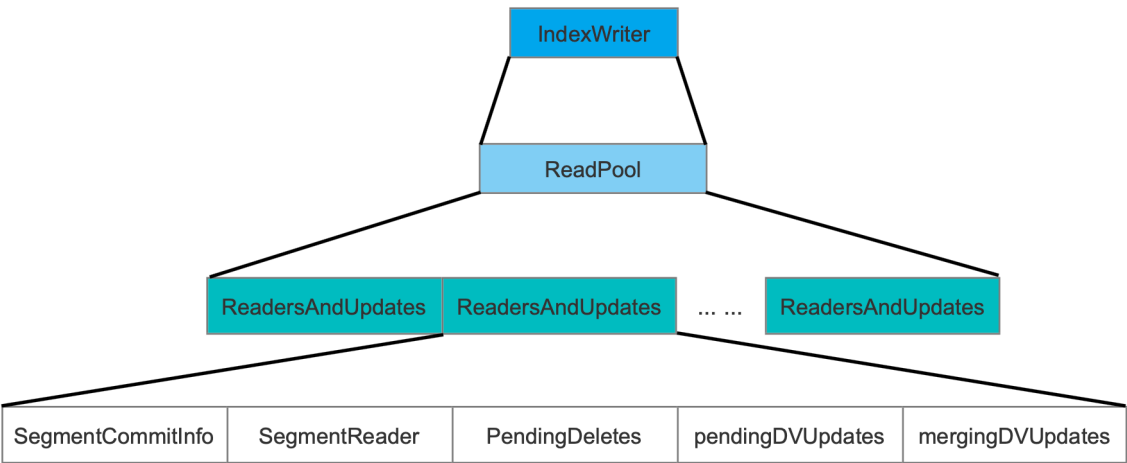 IndexWriter
ReadPool
ReadersAndUpdates ReadersAndUpdates ... ... ReadersAndUpdates
SegmentCommitInfo SegmentReader PendingDeletes pendingDVUpdates mergingDVUpdates